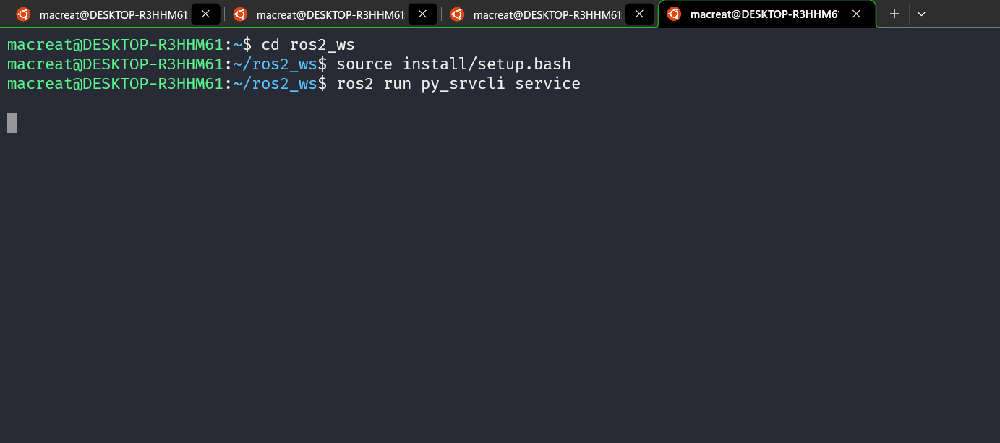 macreat@DESKTOP-R3HHM61 macreat@DESKTOP-R3HHM61 macreat@DESKTOP-R3HHM61 macreat@DESKTOP-R3HHM6
macreat@DESKTOP-R3HHM61:~$ cd ros2_ws
macreat@DESKTOP-R3HHM61:~/ros2_ws$ source install/setup.bash
macreat@DESKTOP-R3HHM61:~/ros2_ws$ ros2 run py_srvcli service